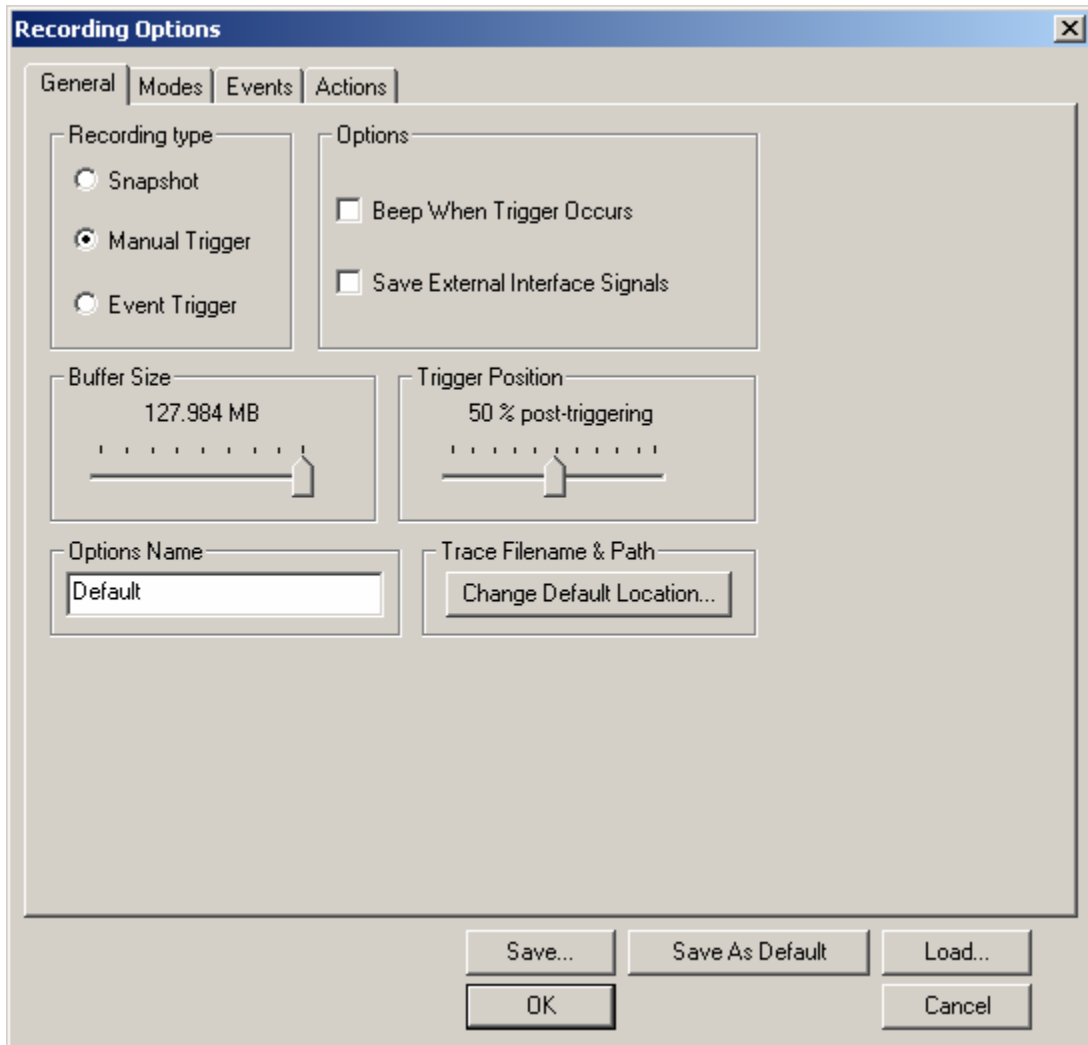 Recording Options
General Modes Events Actions
Recording type
Snapshot
Manual Trigger
Event Trigger
Options
Beep When Trigger Occurs
Save External Interface Signals
Buffer Size
127.984 MB
Trigger Position
50 % post-triggering
Options Name
Default
Trace Filename & Path
Change Default Location...
Save... Save As Default Load...
OK Cancel